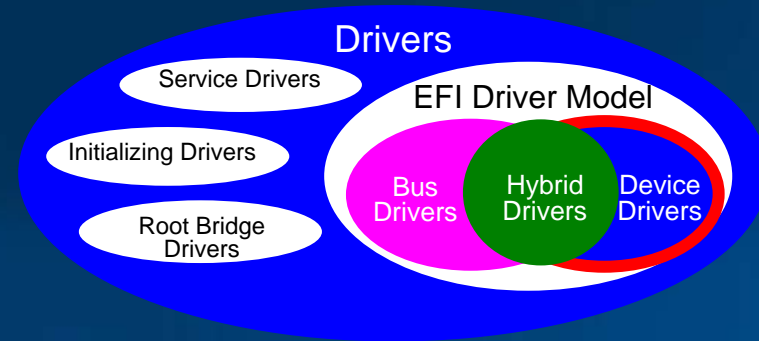 Drivers
Service Drivers
EFI Driver Model
Initializing Drivers
Bus
Drivers
Hybrid
Drivers
Device
Drivers
Root Bridge
Drivers